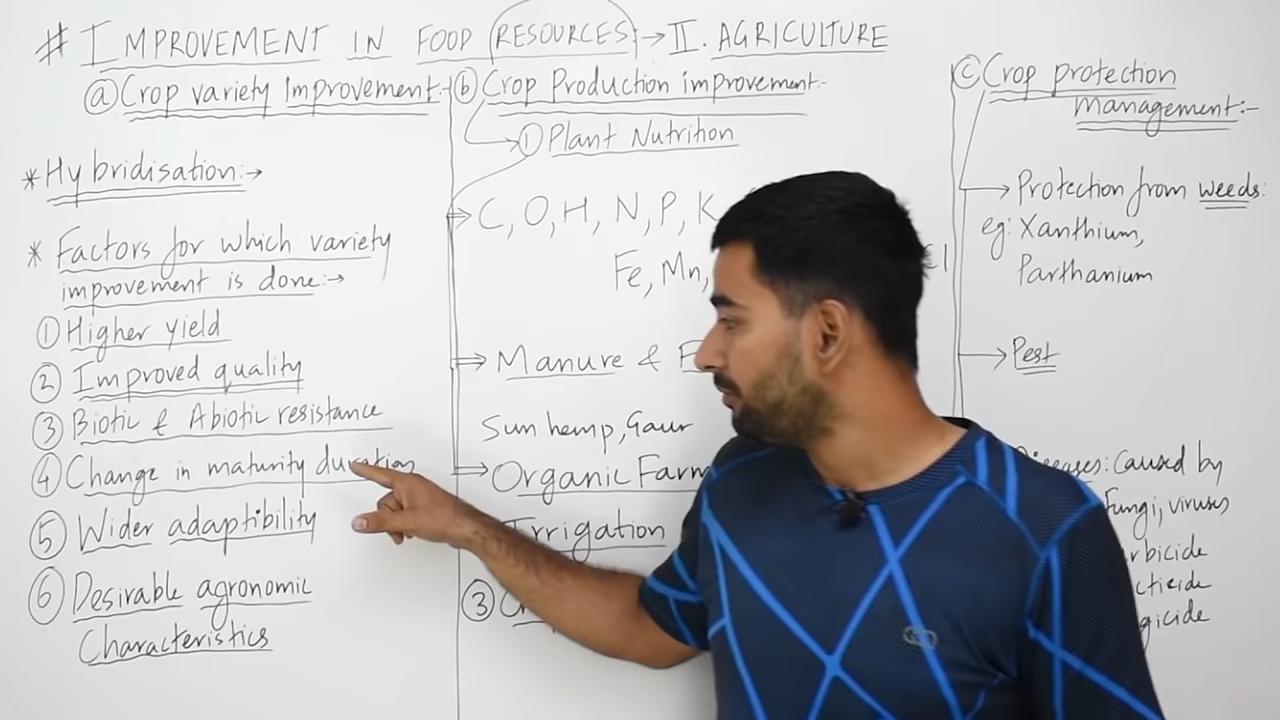 # IMPROVEMENT IN FOOD RESOURCES → II. AGRICULTURE
ⓐ Crop variety Improvement:-
* Hybridisation:→
* Factors for which variety
improvement is done:→
① Higher yield
② Improved quality
③ Biotic & Abiotic resistance
④ Change in maturity duration
⑤ Wider adaptibility
⑥ Desirable agronomic
Characteristics
ⓑ Crop Production improvement:-
① Plant Nutrition
C, O, H, N, P, K
Fe, Mn,
Manure &
Sun hemp, Gaur
Organic Farm
Irrigation
③
ⓒ Crop protection
management:-
→ Protection from weeds:
eg: Xanthium,
Parthanium
→ Pest
Diseases: Caused by
Fungi, viruses